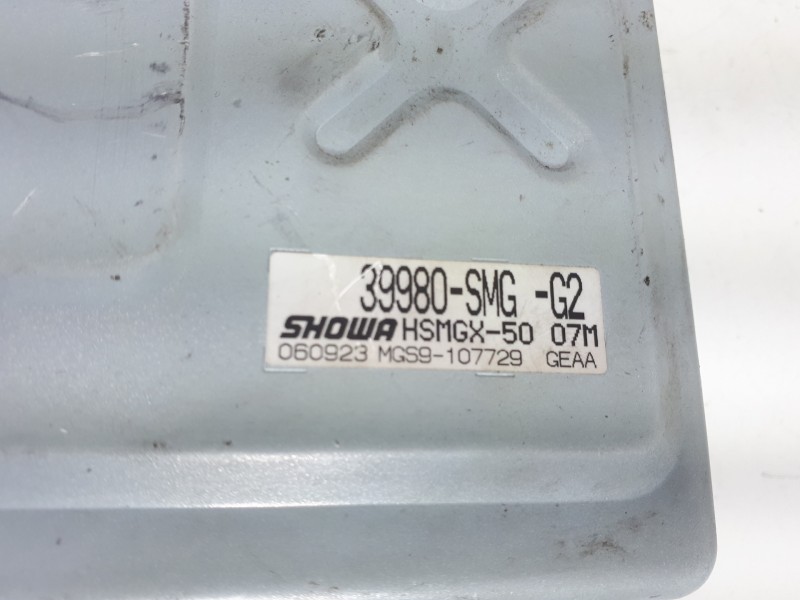 39980-SMG -G2
SHOWA HSMGX-50 07M
060923 MGS9-107729 GEAA